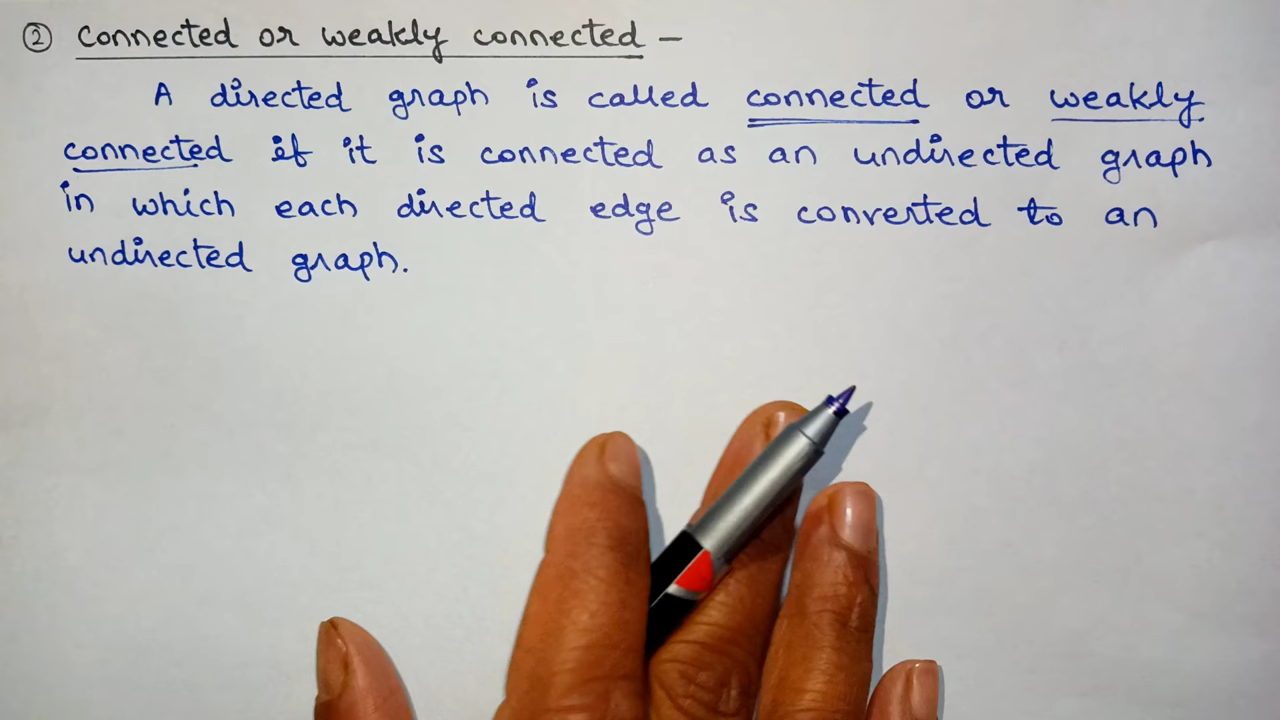 ② Connected or weakly connected –
A directed graph is called connected or weakly
connected if it is connected as an undirected graph
in which each directed edge is converted to an
undirected graph.